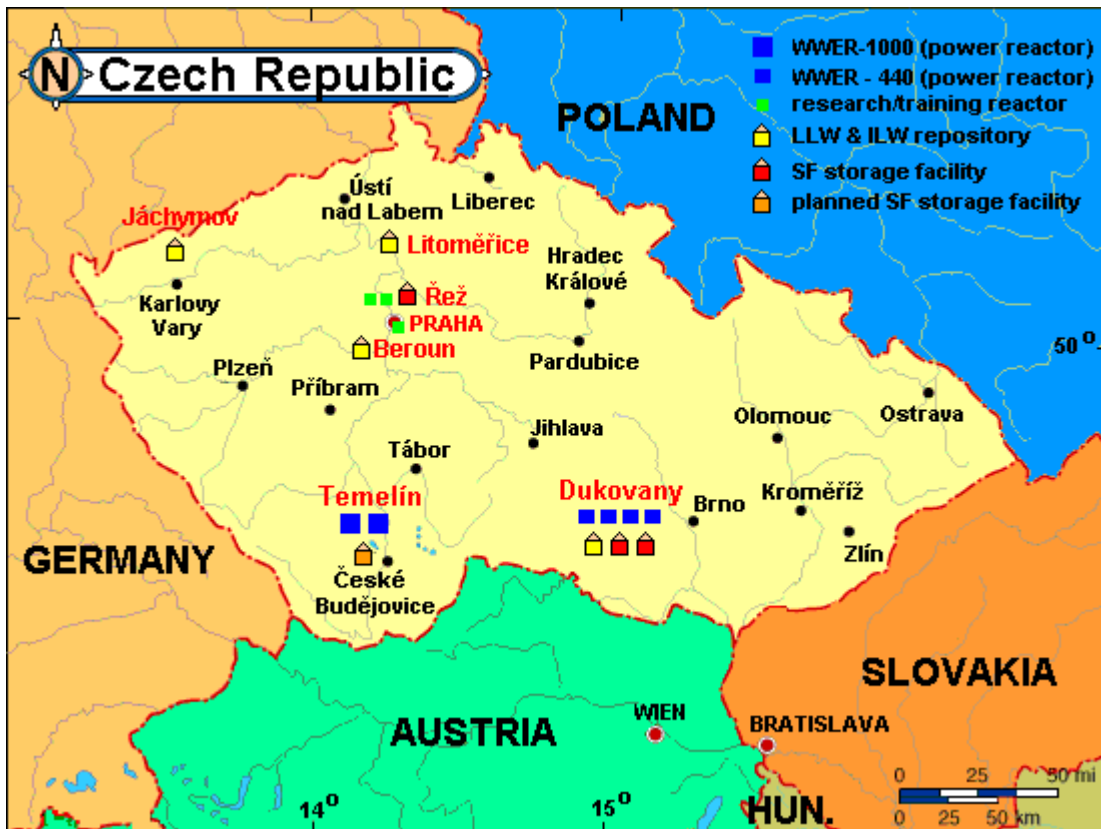 N
Czech Republic
WWER-1000 (power reactor)
WWER - 440 (power reactor)
research/training reactor
LLW & ILW repository
SF storage facility
planned SF storage facility
POLAND
Ústí
nad Labem
Liberec
Jáchymov
Litoměřice
Hradec
Králové
Karlovy
Vary
Řež
PRAHA
Beroun
Pardubice
50 o
Plzeň
Příbram
Olomouc
Ostrava
Jihlava
Tábor
Temelín
Dukovany
Brno
Kroměříž
Zlín
GERMANY
České
Budějovice
SLOVAKIA
AUSTRIA
WIEN
BRATISLAVA
0 25 50 mi
0 25 50 km
14 o
15 o
HUN.